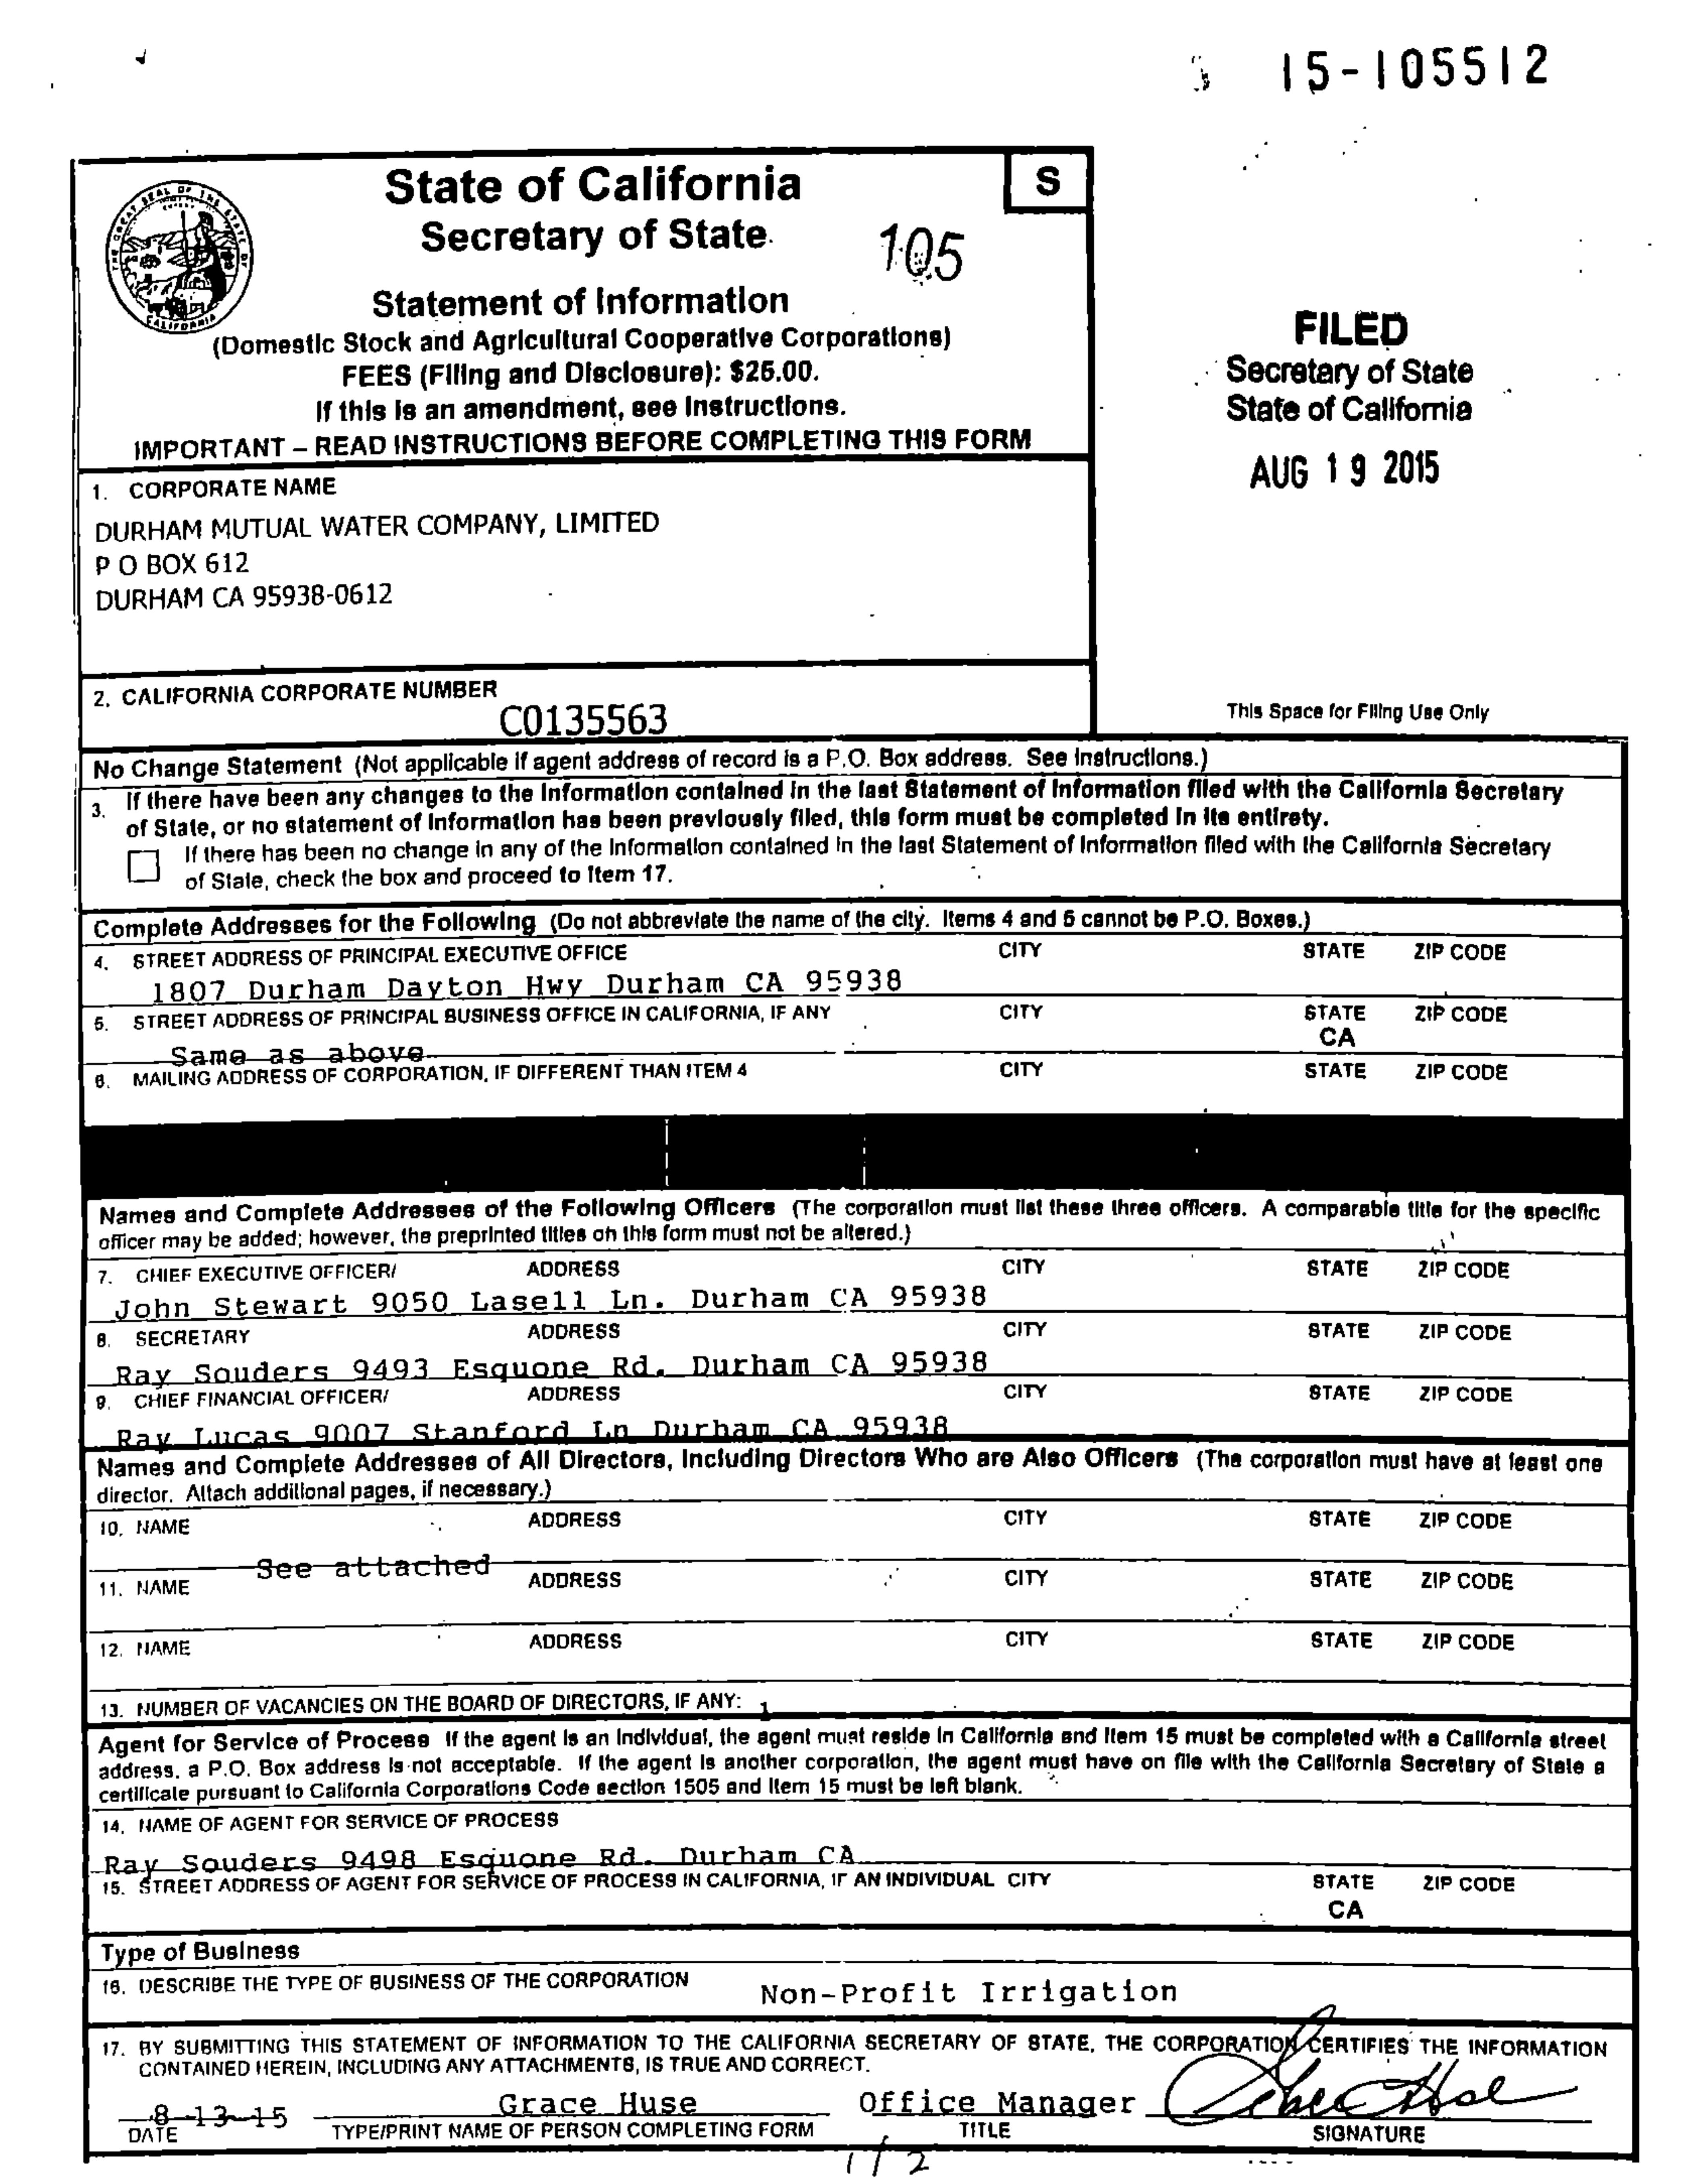 15-105512
State of California
Secretary of State
S
105
Statement of Information
(Domestic Stock and Agricultural Cooperative Corporations)
FEES (Filing and Disclosure): $25.00.
If this is an amendment, see instructions.
IMPORTANT – READ INSTRUCTIONS BEFORE COMPLETING THIS FORM
FILED
Secretary of State
State of California
AUG 19 2015
1. CORPORATE NAME
DURHAM MUTUAL WATER COMPANY, LIMITED
P O BOX 612
DURHAM CA 95938-0612
2. CALIFORNIA CORPORATE NUMBER
C0135563
This Space for Filing Use Only
No Change Statement (Not applicable if agent address of record is a P.O. Box address. See instructions.)
3. If there have been any changes to the information contained in the last Statement of Information filed with the California Secretary
of State, or no statement of information has been previously filed, this form must be completed in its entirety.
If there has been no change in any of the information contained in the last Statement of Information filed with the California Secretary
of State, check the box and proceed to Item 17.
Complete Addresses for the Following (Do not abbreviate the name of the city. Items 4 and 5 cannot be P.O. Boxes.)
4. STREET ADDRESS OF PRINCIPAL EXECUTIVE OFFICE CITY STATE ZIP CODE
1807 Durham Dayton Hwy Durham CA 95938
5. STREET ADDRESS OF PRINCIPAL BUSINESS OFFICE IN CALIFORNIA, IF ANY CITY STATE ZIP CODE
CA
Same as above
6. MAILING ADDRESS OF CORPORATION, IF DIFFERENT THAN ITEM 4 CITY STATE ZIP CODE
Names and Complete Addresses of the Following Officers (The corporation must list these three officers. A comparable title for the specific
officer may be added; however, the preprinted titles on this form must not be altered.)
7. CHIEF EXECUTIVE OFFICER/ ADDRESS CITY STATE ZIP CODE
John Stewart 9050 Lasell Ln. Durham CA 95938
8. SECRETARY ADDRESS CITY STATE ZIP CODE
Ray Souders 9493 Esquone Rd. Durham CA 95938
9. CHIEF FINANCIAL OFFICER/ ADDRESS CITY STATE ZIP CODE
Ray Lucas 9007 Stanford Ln Durham CA 95938
Names and Complete Addresses of All Directors, Including Directors Who are Also Officers (The corporation must have at least one
director. Attach additional pages, if necessary.)
10. NAME ADDRESS CITY STATE ZIP CODE
See attached
11. NAME ADDRESS CITY STATE ZIP CODE
12. NAME ADDRESS CITY STATE ZIP CODE
13. NUMBER OF VACANCIES ON THE BOARD OF DIRECTORS, IF ANY: 1
Agent for Service of Process If the agent is an individual, the agent must reside in California and Item 15 must be completed with a California street
address, a P.O. Box address is not acceptable. If the agent is another corporation, the agent must have on file with the California Secretary of State a
certificate pursuant to California Corporations Code section 1505 and Item 15 must be left blank.
14. NAME OF AGENT FOR SERVICE OF PROCESS
Ray Souders 9498 Esquone Rd. Durham CA
15. STREET ADDRESS OF AGENT FOR SERVICE OF PROCESS IN CALIFORNIA, IF AN INDIVIDUAL CITY STATE ZIP CODE
CA
Type of Business
16. DESCRIBE THE TYPE OF BUSINESS OF THE CORPORATION Non-Profit Irrigation
17. BY SUBMITTING THIS STATEMENT OF INFORMATION TO THE CALIFORNIA SECRETARY OF STATE, THE CORPORATION CERTIFIES THE INFORMATION
CONTAINED HEREIN, INCLUDING ANY ATTACHMENTS, IS TRUE AND CORRECT.
8-13-15 Grace Huse Office Manager
DATE TYPE/PRINT NAME OF PERSON COMPLETING FORM TITLE SIGNATURE
1/2